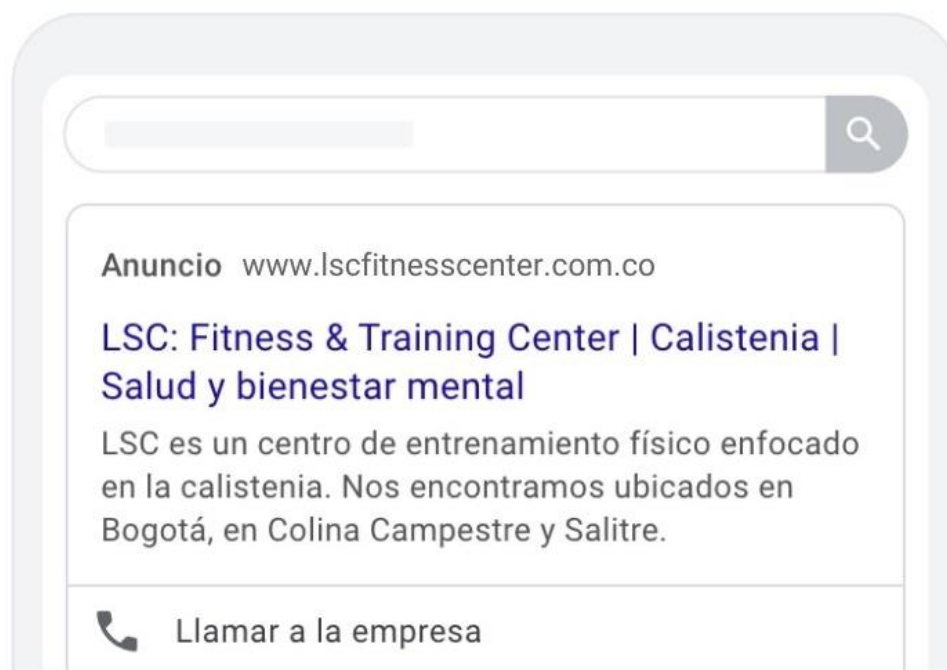 Anuncio www.lscfitnesscenter.com.co
LSC: Fitness & Training Center | Calistenia |
Salud y bienestar mental
LSC es un centro de entrenamiento físico enfocado
en la calistenia. Nos encontramos ubicados en
Bogotá, en Colina Campestre y Salitre.
Llamar a la empresa